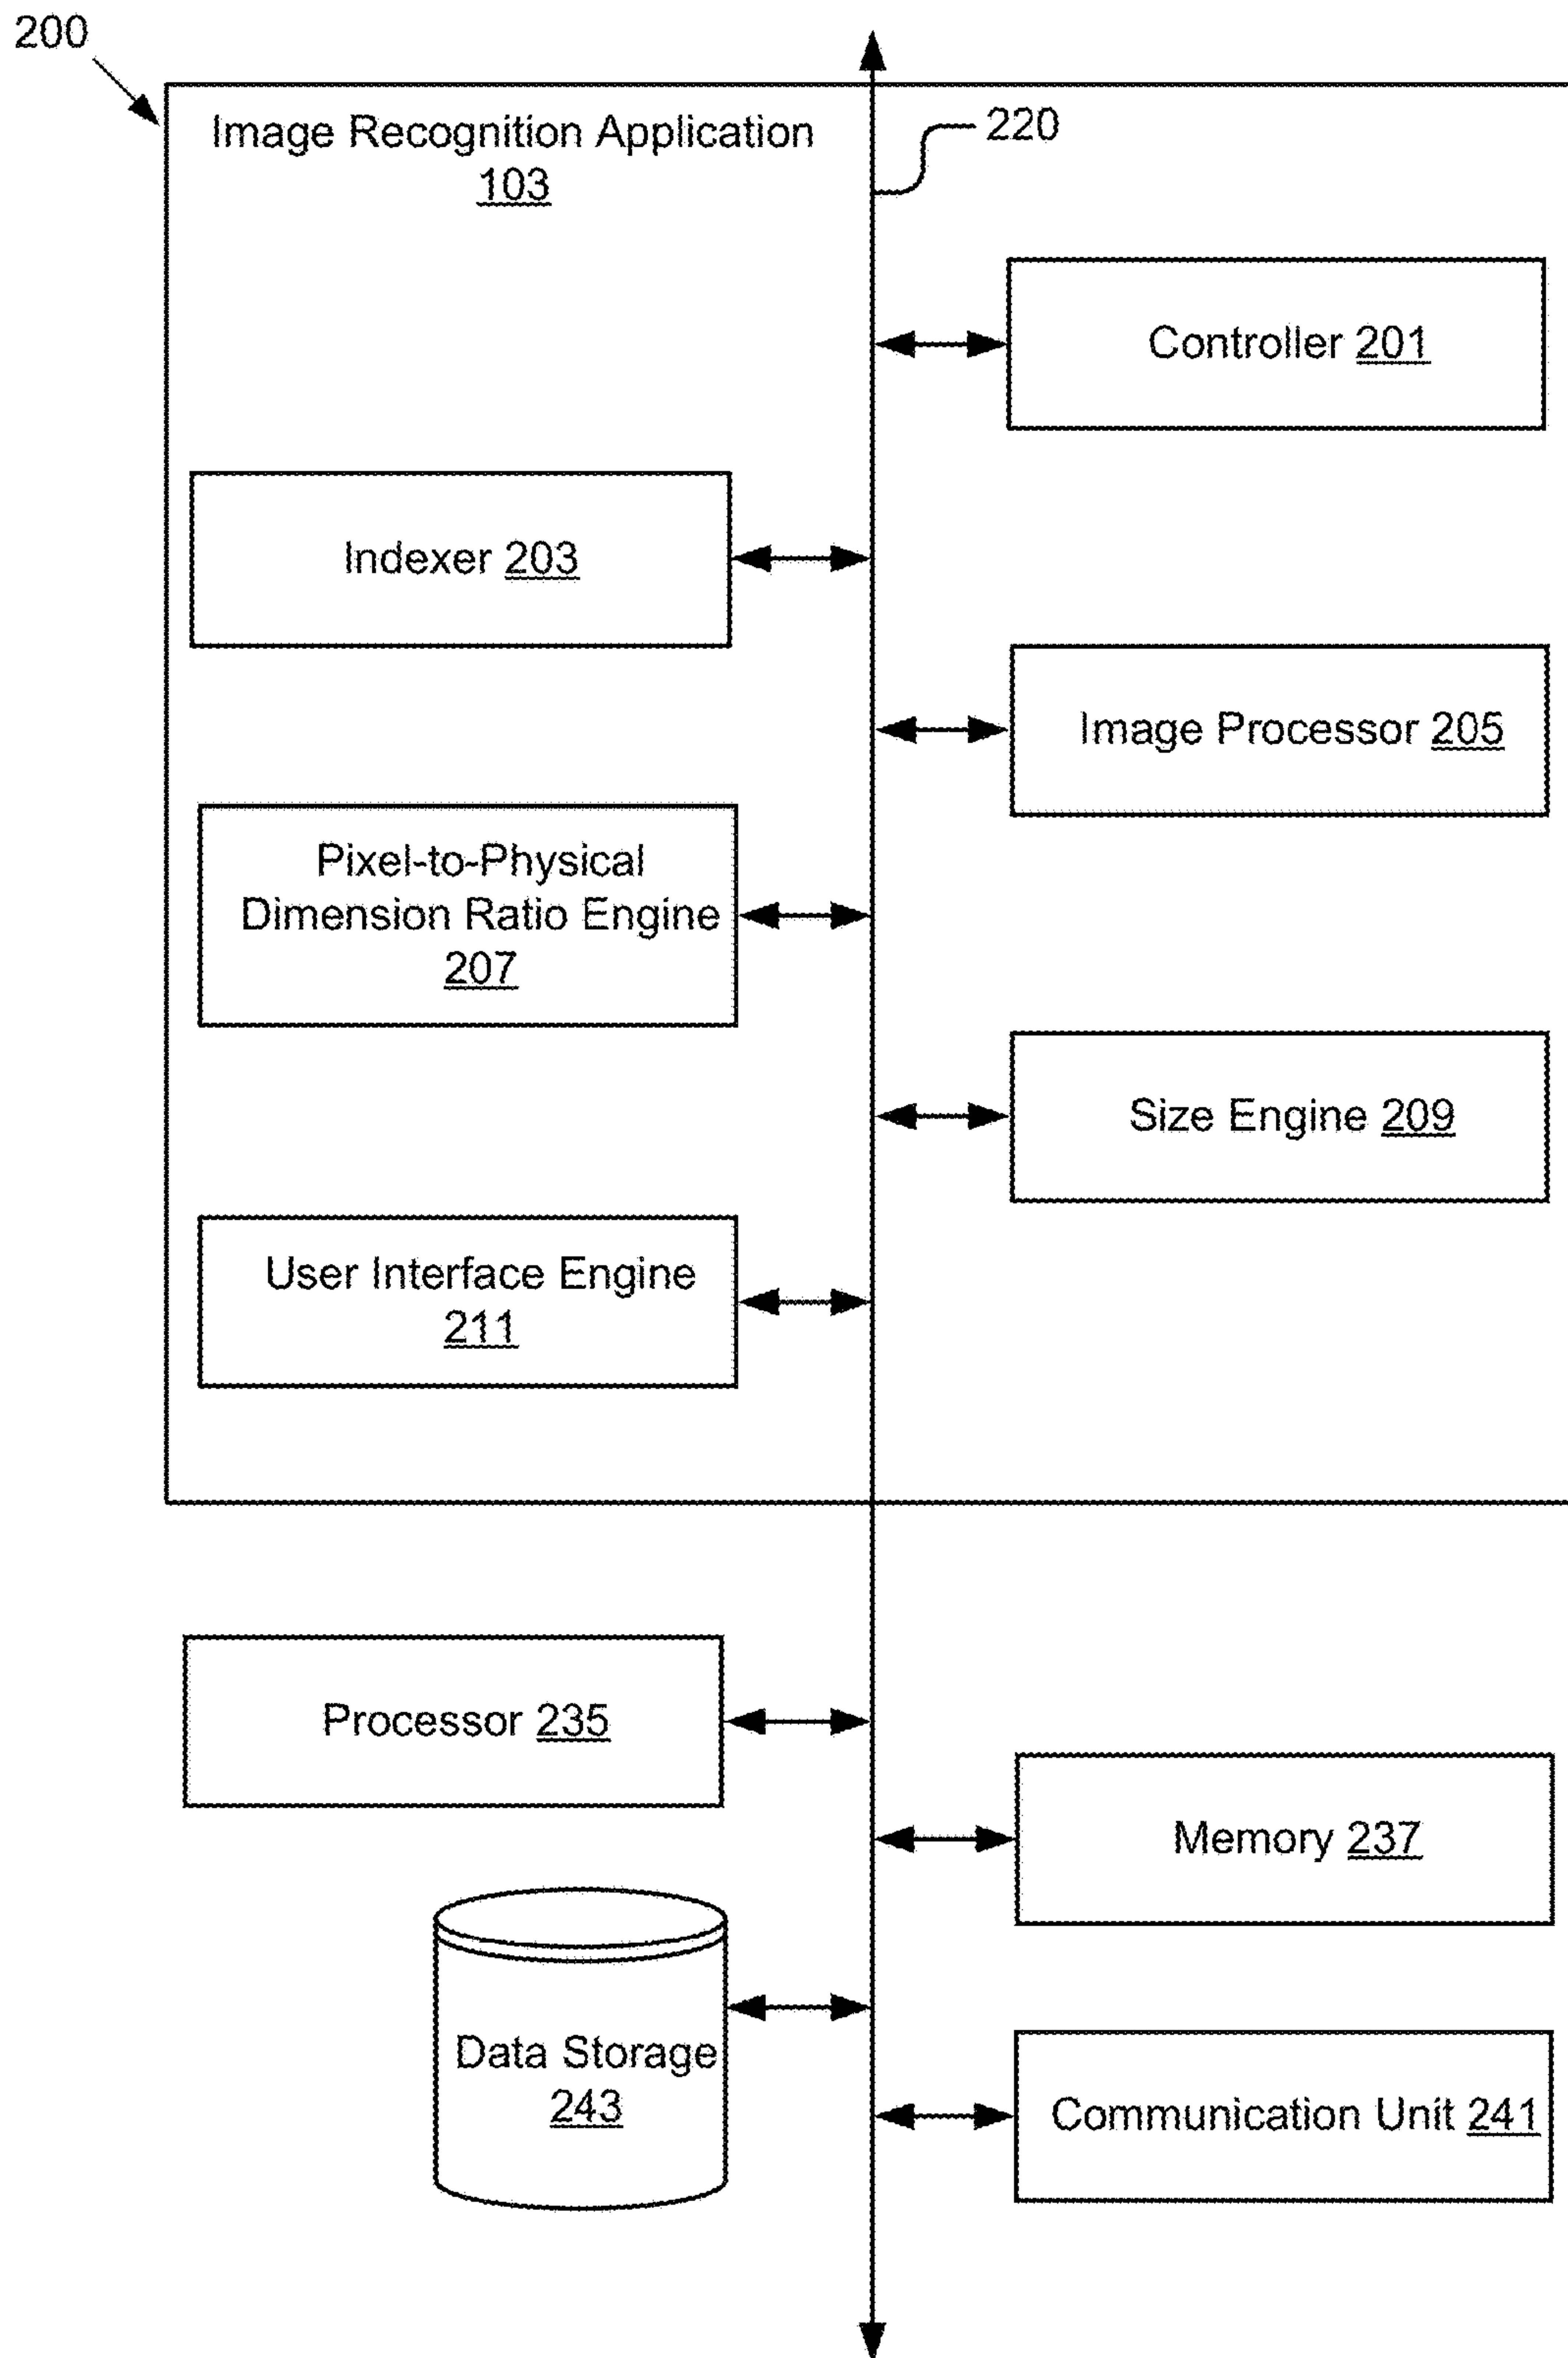 200
Image Recognition Application
103
220
Controller 201
Indexer 203
Image Processor 205
Pixel-to-Physical
Dimension Ratio Engine
207
Size Engine 209
User Interface Engine
211
Processor 235
Memory 237
Data Storage
243
Communication Unit 241